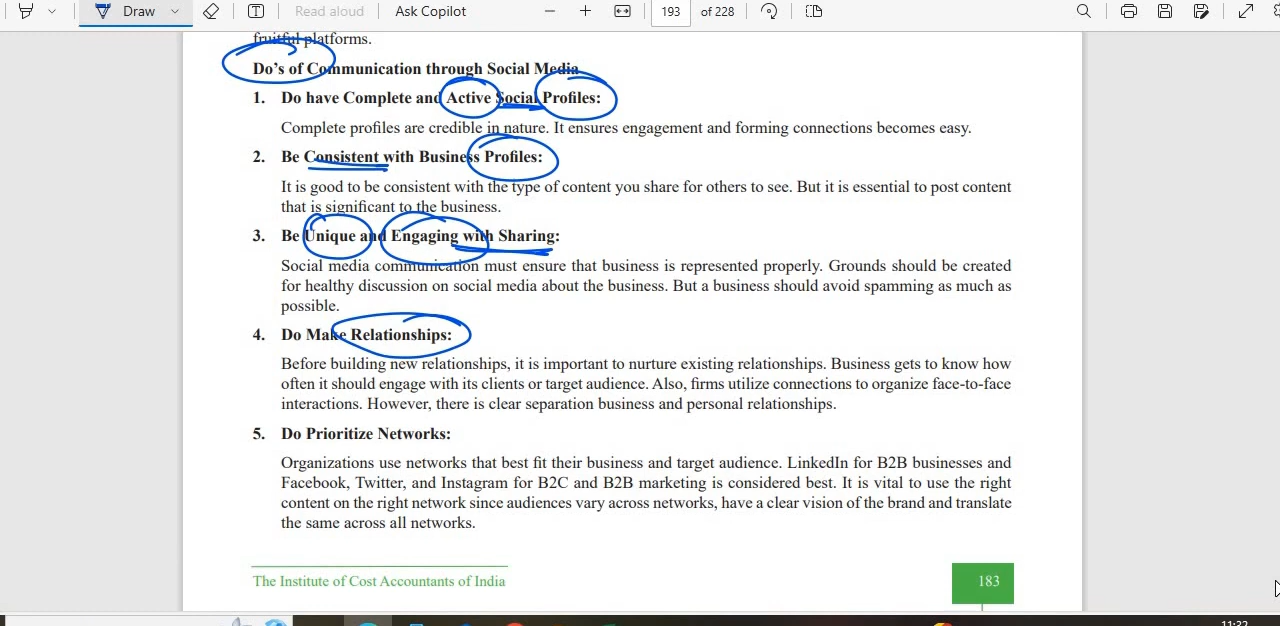 Draw
Read aloud
Ask Copilot
193 of 228
fruitful platforms.
Do's of Communication through Social Media
1. Do have Complete and Active Social Profiles:
Complete profiles are credible in nature. It ensures engagement and forming connections becomes easy.
2. Be Consistent with Business Profiles:
It is good to be consistent with the type of content you share for others to see. But it is essential to post content
that is significant to the business.
3. Be Unique and Engaging with Sharing:
Social media communication must ensure that business is represented properly. Grounds should be created
for healthy discussion on social media about the business. But a business should avoid spamming as much as
possible.
4. Do Make Relationships:
Before building new relationships, it is important to nurture existing relationships. Business gets to know how
often it should engage with its clients or target audience. Also, firms utilize connections to organize face-to-face
interactions. However, there is clear separation business and personal relationships.
5. Do Prioritize Networks:
Organizations use networks that best fit their business and target audience. LinkedIn for B2B businesses and
Facebook, Twitter, and Instagram for B2C and B2B marketing is considered best. It is vital to use the right
content on the right network since audiences vary across networks, have a clear vision of the brand and translate
the same across all networks.
The Institute of Cost Accountants of India
183